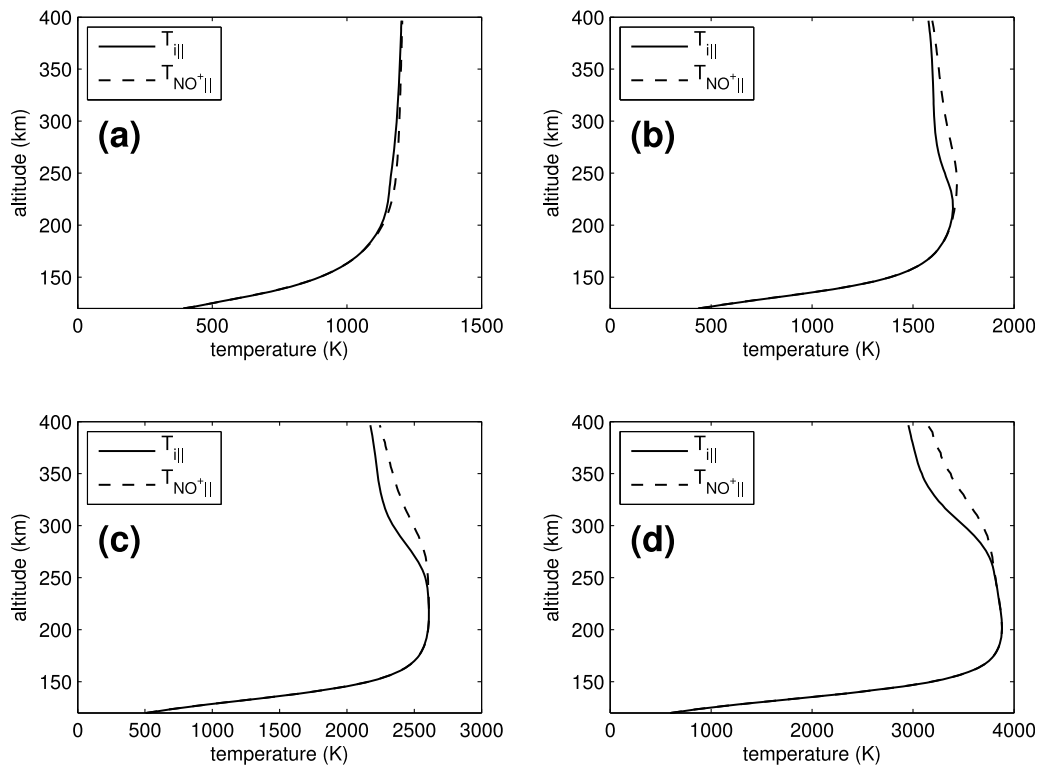 400
350
300
250
200
150
altitude (km)
T_i||
T_NO⁺||
(a)
0 500 1000 1500
temperature (K)
400
350
300
250
200
150
altitude (km)
T_i||
T_NO⁺||
(b)
0 500 1000 1500 2000
temperature (K)
400
350
300
250
200
150
altitude (km)
T_i||
T_NO⁺||
(c)
0 500 1000 1500 2000 2500 3000
temperature (K)
400
350
300
250
200
150
altitude (km)
T_i||
T_NO⁺||
(d)
0 1000 2000 3000 4000
temperature (K)